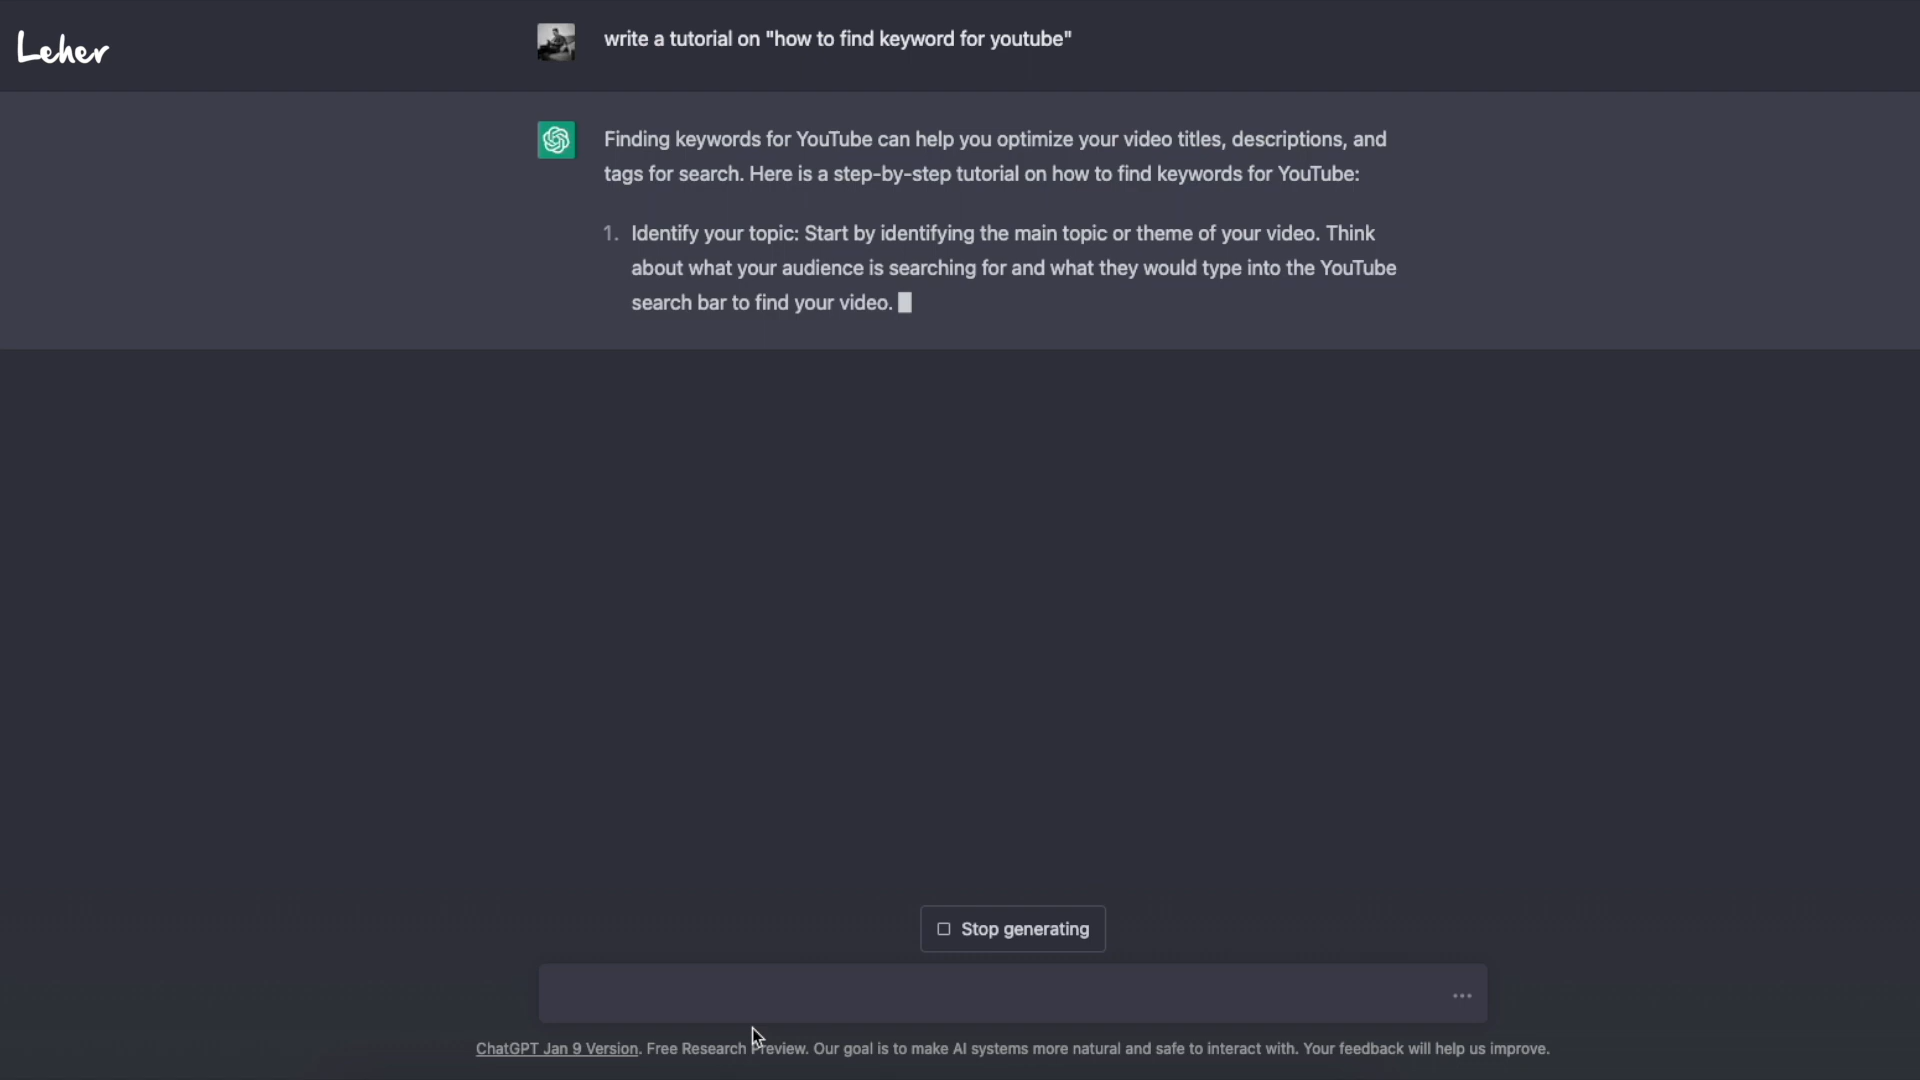 Leher
write a tutorial on "how to find keyword for youtube"
Finding keywords for YouTube can help you optimize your video titles, descriptions, and
tags for search. Here is a step-by-step tutorial on how to find keywords for YouTube:
1. Identify your topic: Start by identifying the main topic or theme of your video. Think
about what your audience is searching for and what they would type into the YouTube
search bar to find your video.
Stop generating
ChatGPT Jan 9 Version. Free Research Preview. Our goal is to make AI systems more natural and safe to interact with. Your feedback will help us improve.